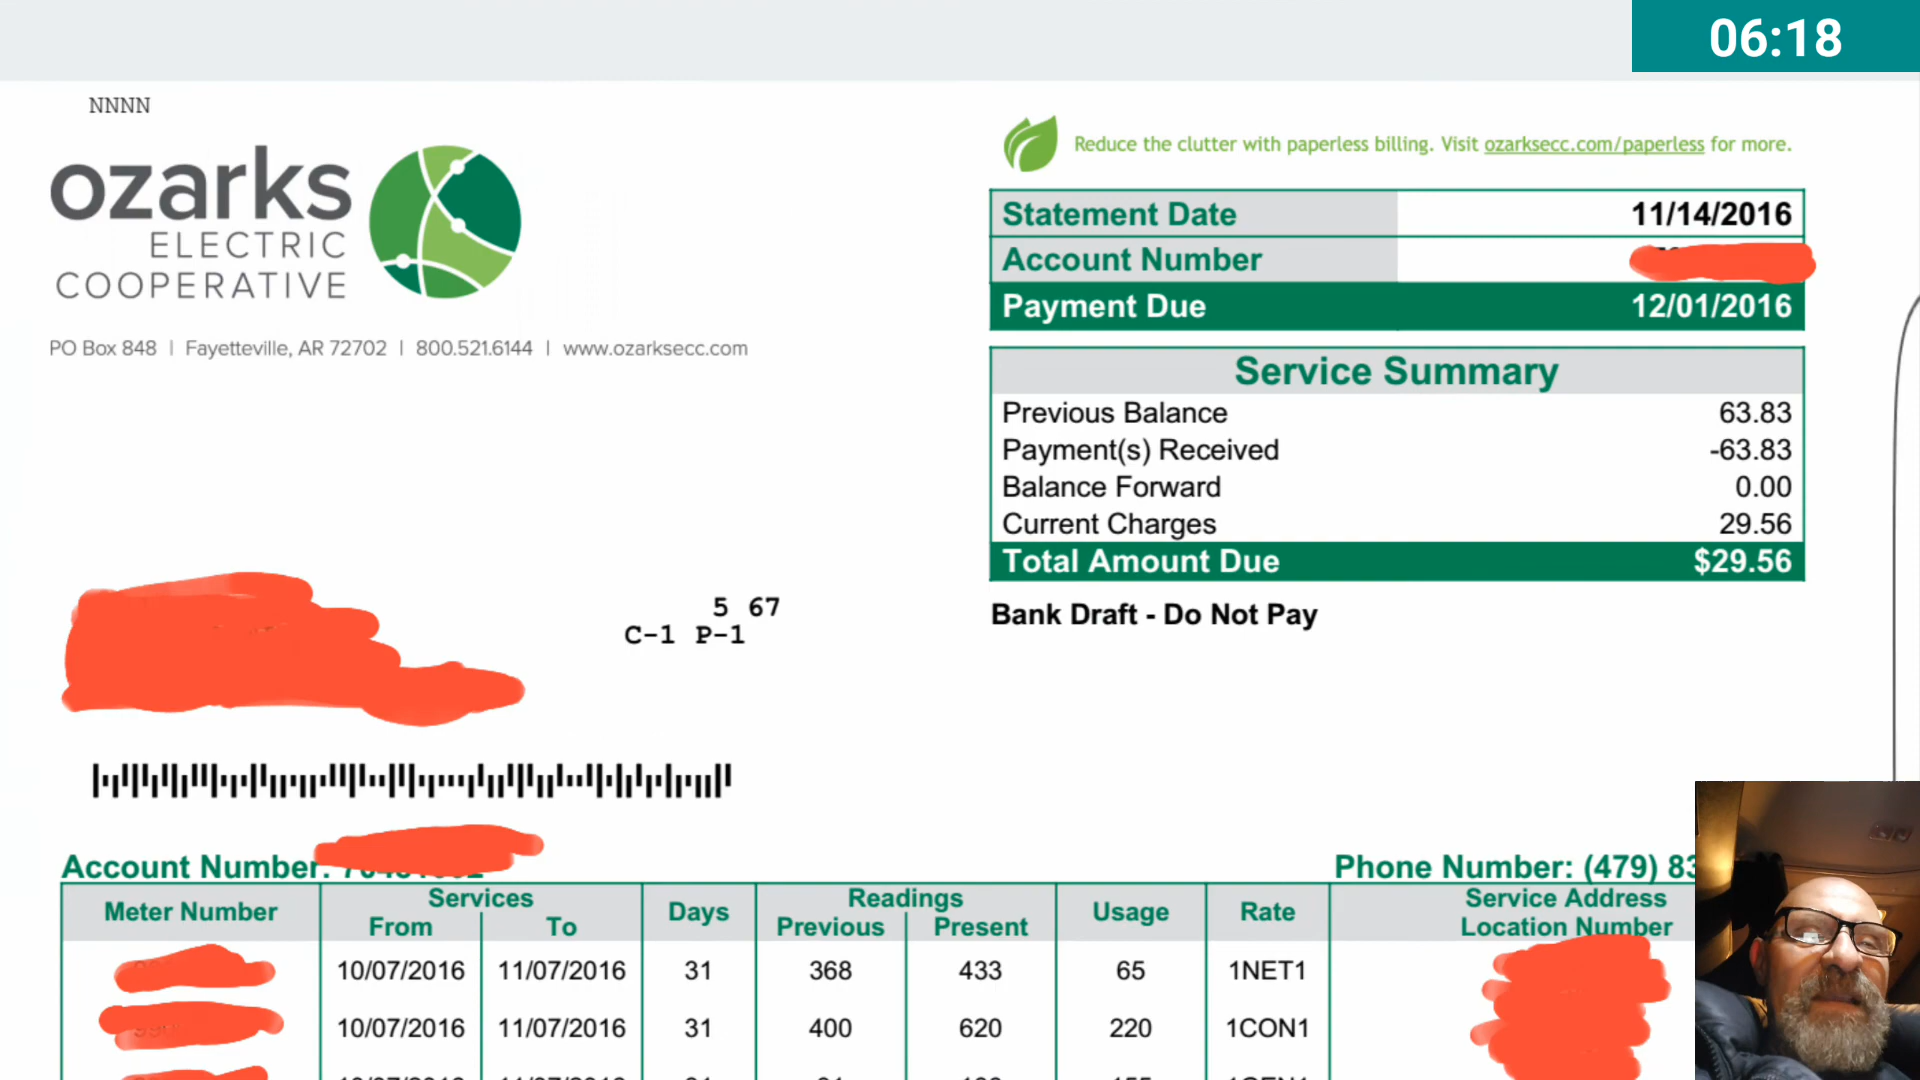 06:18
NNNN
ozarks
ELECTRIC
COOPERATIVE
PO Box 848 | Fayetteville, AR 72702 | 800.521.6144 | www.ozarksecc.com
Reduce the clutter with paperless billing. Visit ozarksecc.com/paperless for more.
Statement Date 11/14/2016
Account Number
Payment Due 12/01/2016
Service Summary
Previous Balance 63.83
Payment(s) Received -63.83
Balance Forward 0.00
Current Charges 29.56
Total Amount Due $29.56
Bank Draft - Do Not Pay
5 67
C-1 P-1
Account Number:
Phone Number: (479) 83
Meter Number Services Days Readings Usage Rate Service Address
From To Previous Present Location Number
10/07/2016 11/07/2016 31 368 433 65 1NET1
10/07/2016 11/07/2016 31 400 620 220 1CON1